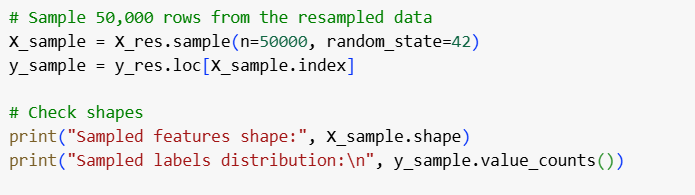 # Sample 50,000 rows from the resampled data
X_sample = X_res.sample(n=50000, random_state=42)
y_sample = y_res.loc[X_sample.index]
# Check shapes
print("Sampled features shape:", X_sample.shape)
print("Sampled labels distribution:\n", y_sample.value_counts())